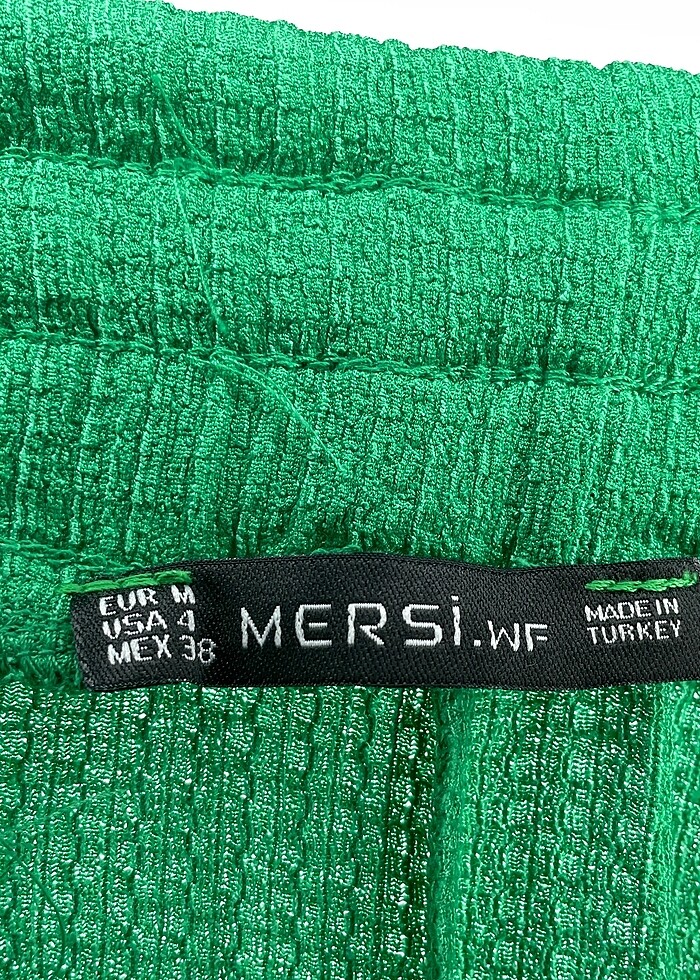 EUR M
USA 4
MEX 38
MERSİ.WF
MADE IN
TURKEY